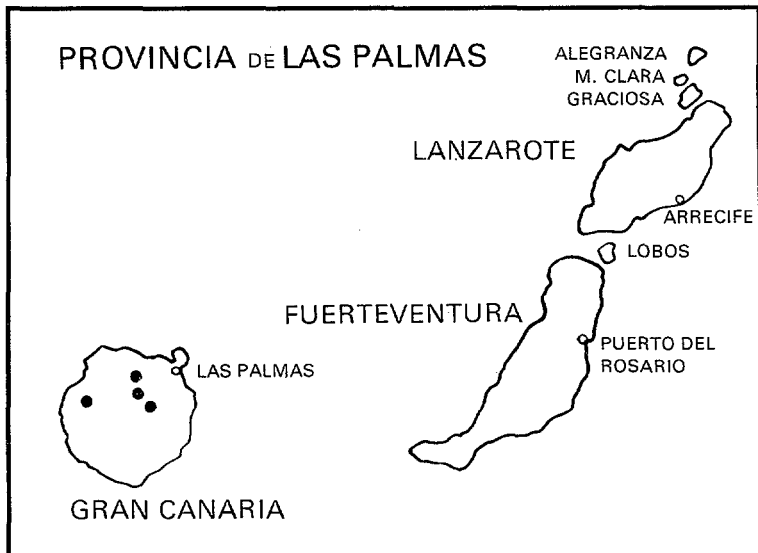 PROVINCIA DE LAS PALMAS
ALEGRANZA
M. CLARA
GRACIOSA
LANZAROTE
ARRECIFE
LOBOS
FUERTEVENTURA
PUERTO DEL
ROSARIO
LAS PALMAS
GRAN CANARIA